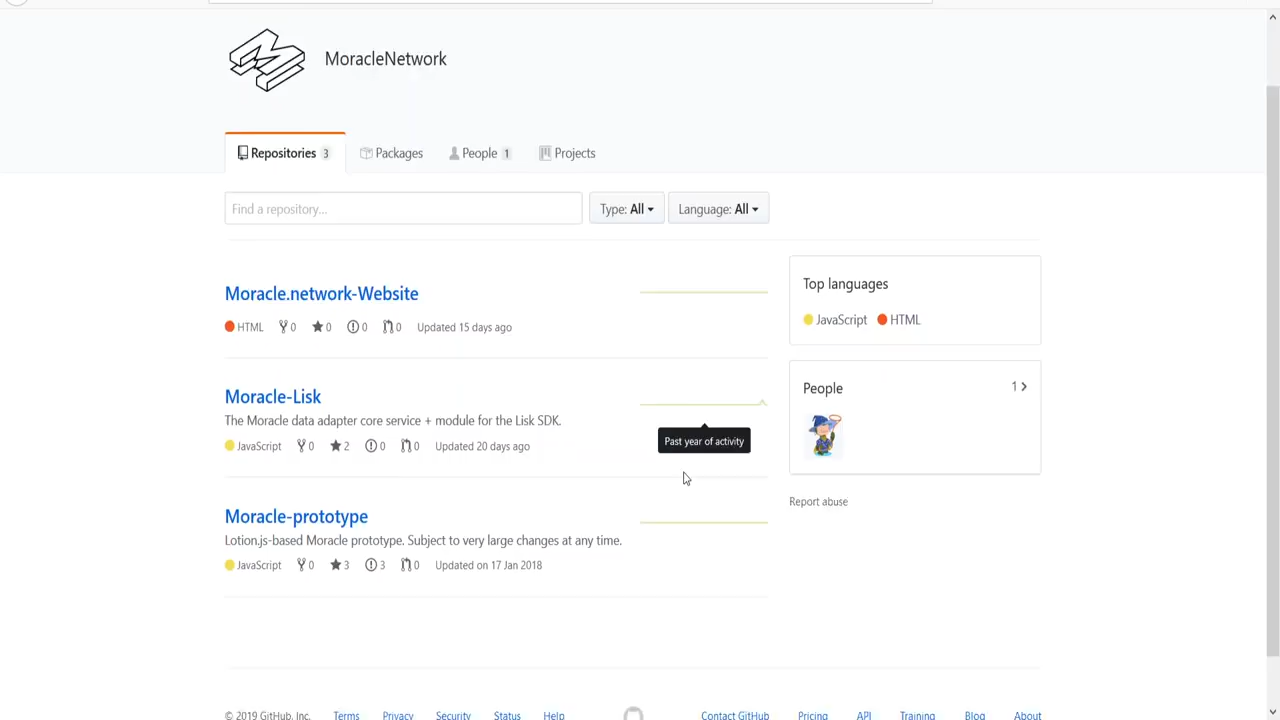 MoracleNetwork
Repositories 3 Packages People 1 Projects
Find a repository... Type: All Language: All
Moracle.network-Website
HTML 0 0 0 0 Updated 15 days ago
Top languages
JavaScript HTML
Moracle-Lisk
The Moracle data adapter core service + module for the Lisk SDK.
JavaScript 0 2 0 0 Updated 20 days ago
Past year of activity
People 1
Report abuse
Moracle-prototype
Lotion.js-based Moracle prototype. Subject to very large changes at any time.
JavaScript 0 3 3 0 Updated on 17 Jan 2018
© 2019 GitHub, Inc. Terms Privacy Security Status Help Contact GitHub Pricing API Training Blog About